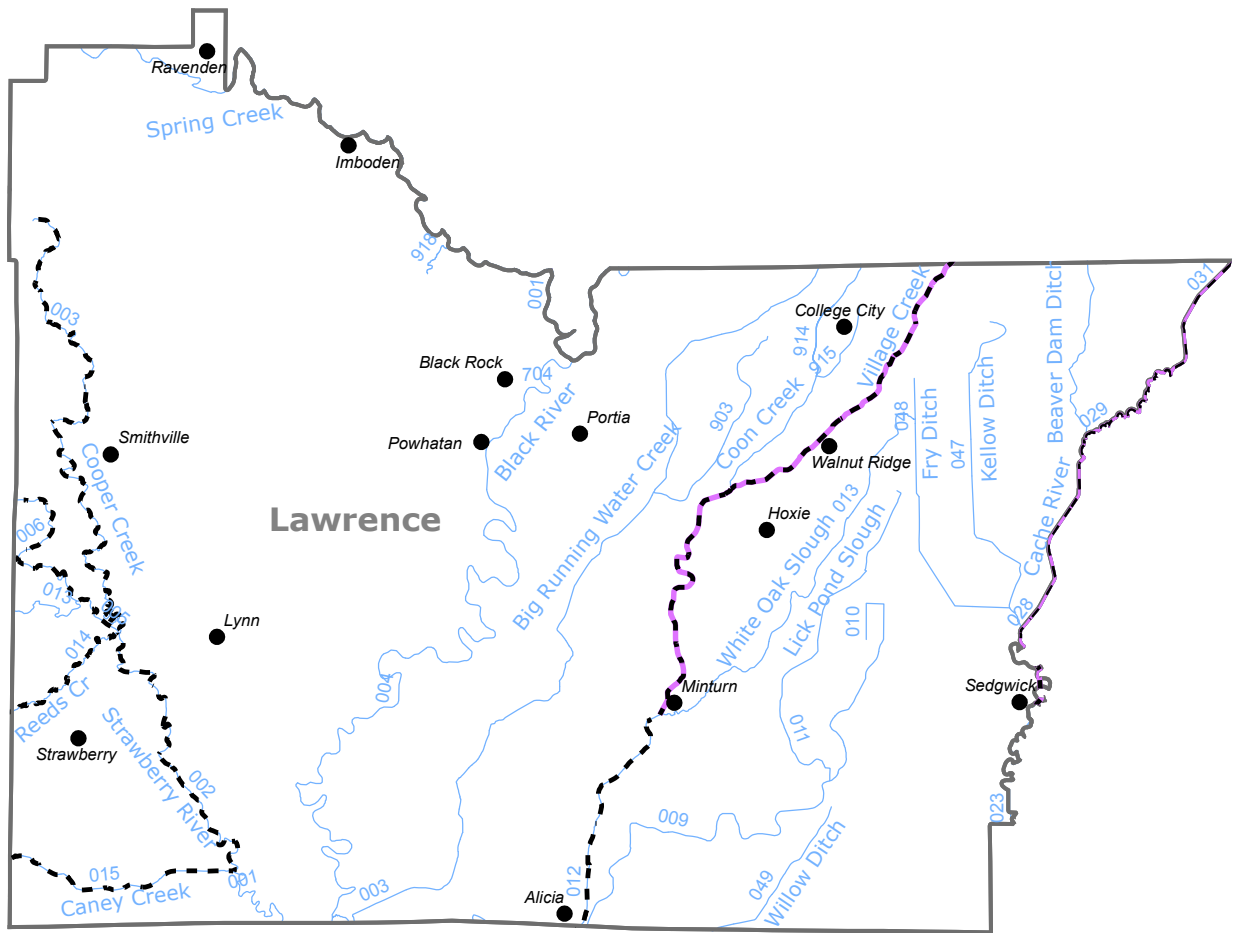 Ravenden
Spring Creek
Imboden
918
001
031
003
College City
Village Creek
914
915
Beaver Dam Ditch
Black Rock
704
Black River
Portia
Powhatan
903
Coon Creek
Big Running Water Creek
048
Fry Ditch
047
Kellow Ditch
029
Cache River
Smithville
Cooper Creek
Walnut Ridge
Lawrence
Hoxie
013
White Oak Slough
Lick Pond Slough
006
013
005
014
Lynn
010
028
Reeds Cr
Strawberry
Strawberry River
002
004
Minturn
Sedgwick
011
023
009
015
Caney Creek
001
003
012
Alicia
049
Willow Ditch